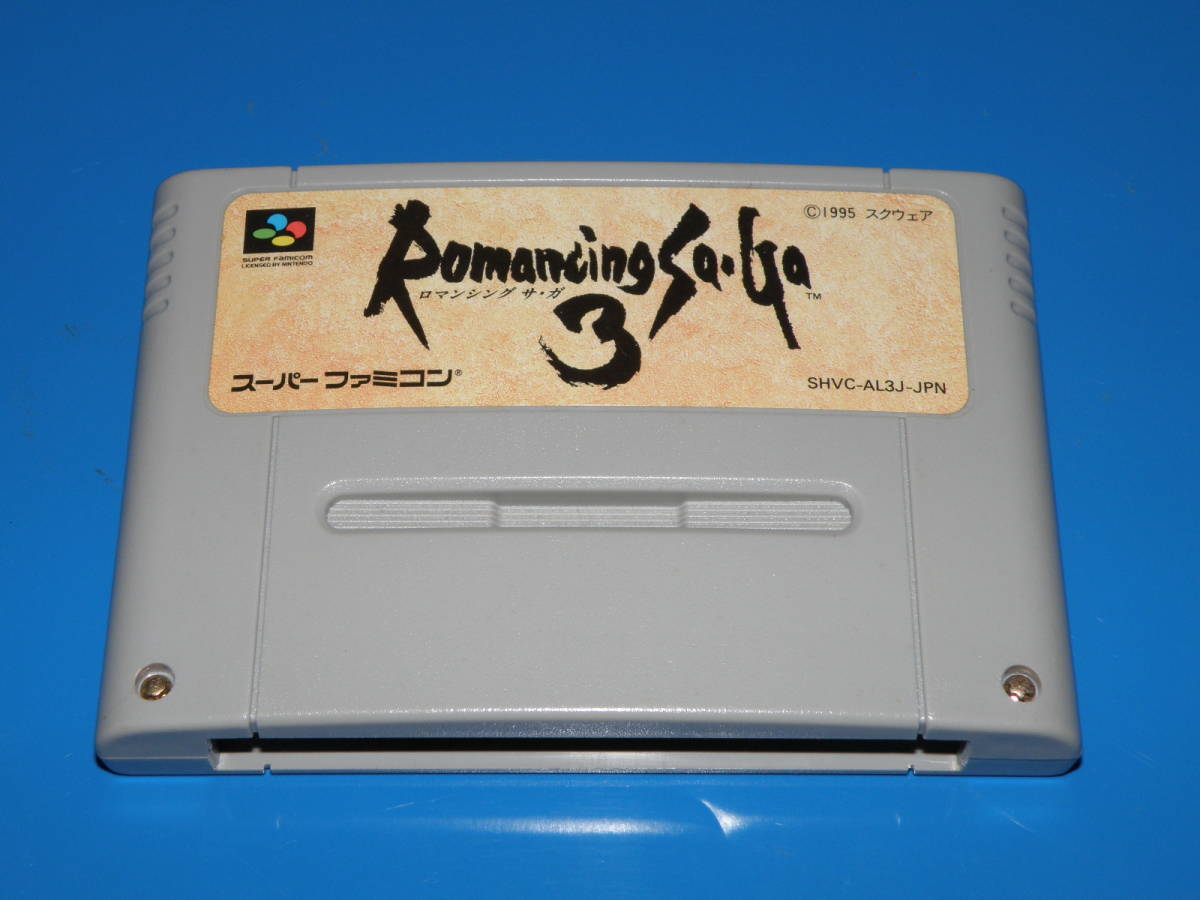 SUPER FAMICOM
LICENSED BY NINTENDO
©1995 スクウェア
Romancing Sa・Ga
ロマンシング サ・ガ
TM
3
スーパーファミコン®
SHVC-AL3J-JPN